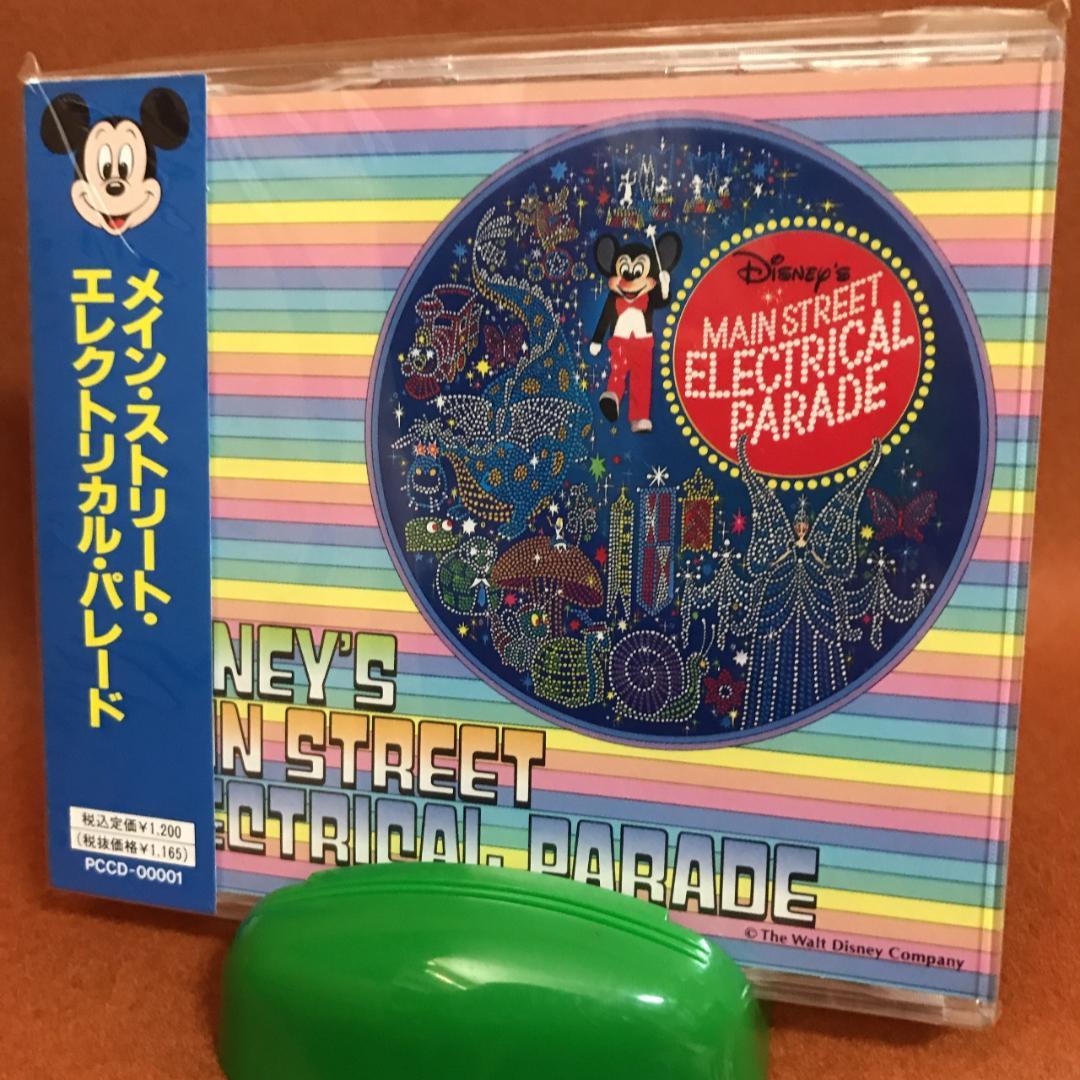 メイン・ストリート・
エレクトリカル・パレード
税込定価¥1,200
(税抜価格¥1,165)
PCCD-00001
DISNEY'S
MAIN STREET
ELECTRICAL
PARADE
NEY'S
IN STREET
ECTRICAL PARADE
© The Walt Disney Company